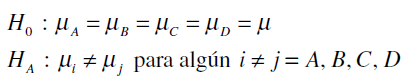 H₀ : μ_A = μ_B = μ_C = μ_D = μ
H_A : μ_i ≠ μ_j para algún i ≠ j = A, B, C, D